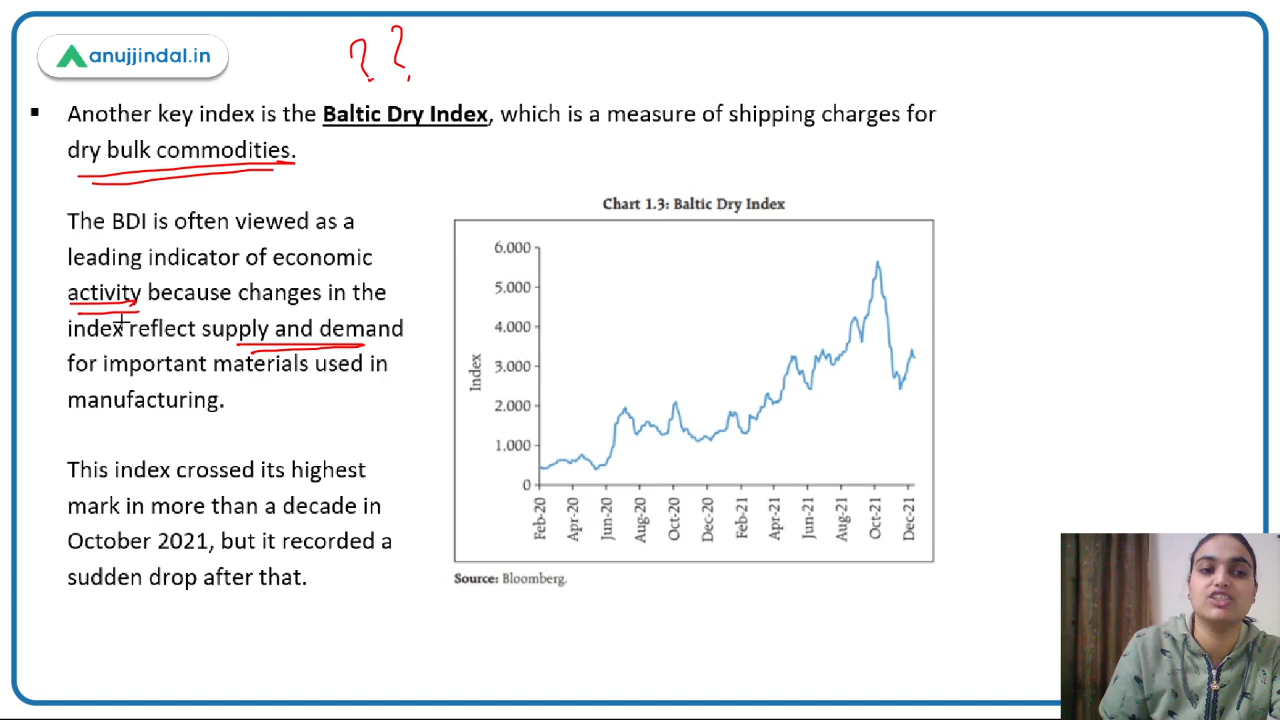 anujjindal.in
??
▪ Another key index is the Baltic Dry Index, which is a measure of shipping charges for
dry bulk commodities.
The BDI is often viewed as a
leading indicator of economic
activity because changes in the
index reflect supply and demand
for important materials used in
manufacturing.
This index crossed its highest
mark in more than a decade in
October 2021, but it recorded a
sudden drop after that.
Chart 1.3: Baltic Dry Index
6,000
5,000
4,000
3,000
2,000
1,000
0
Index
Feb-20
Apr-20
Jun-20
Aug-20
Oct-20
Dec-20
Feb-21
Apr-21
Jun-21
Aug-21
Oct-21
Dec-21
Source: Bloomberg.